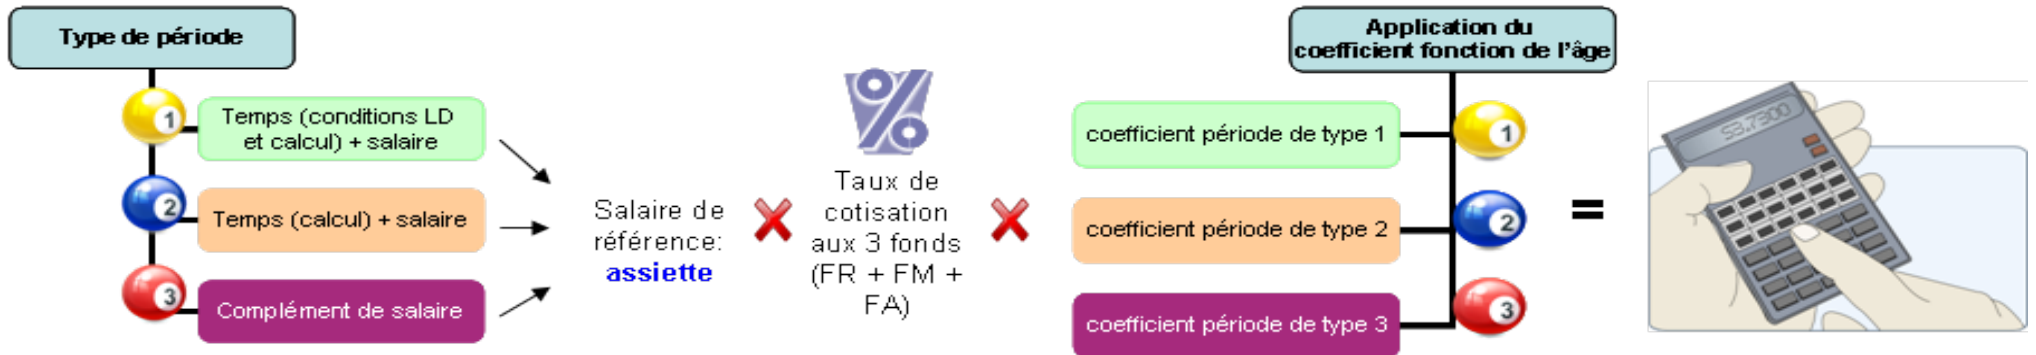 Type de période
1
Temps (conditions LD
et calcul) + salaire
2
Temps (calcul) + salaire
3
Complément de salaire
Salaire de
référence:
assiette
%
Taux de
cotisation
aux 3 fonds
(FR + FM +
FA)
Application du
coefficient fonction de l'âge
coefficient période de type 1
1
coefficient période de type 2
2
coefficient période de type 3
3
=
53.7300